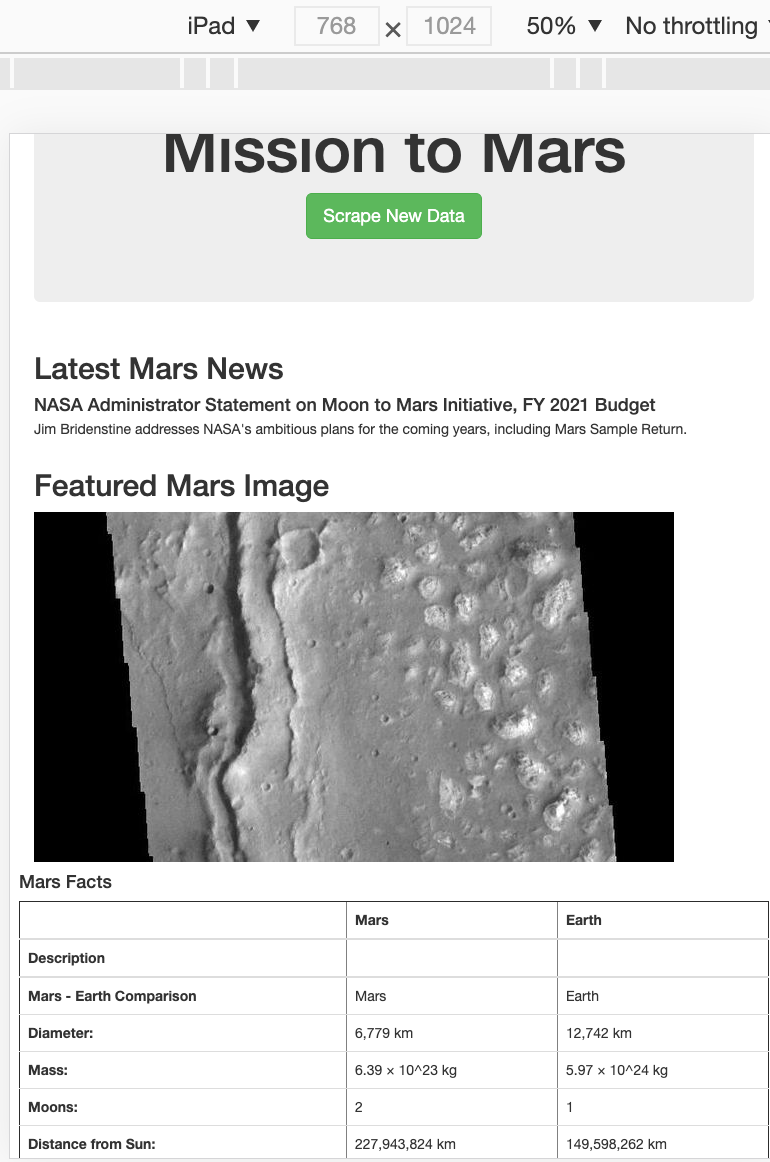 iPad ▼ 768 × 1024 50% ▼ No throttling
Mission to Mars
Scrape New Data
Latest Mars News
NASA Administrator Statement on Moon to Mars Initiative, FY 2021 Budget
Jim Bridenstine addresses NASA's ambitious plans for the coming years, including Mars Sample Return.
Featured Mars Image
Mars Facts
Mars Earth
Description
Mars - Earth Comparison Mars Earth
Diameter: 6,779 km 12,742 km
Mass: 6.39 × 10^23 kg 5.97 × 10^24 kg
Moons: 2 1
Distance from Sun: 227,943,824 km 149,598,262 km